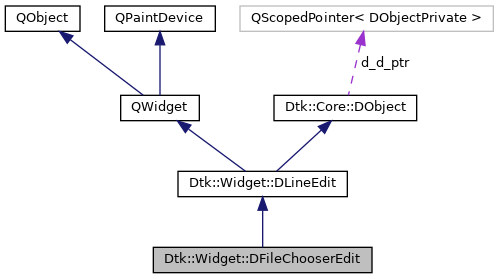 QObject
QPaintDevice
QScopedPointer< DObjectPrivate >
d_d_ptr
QWidget
Dtk::Core::DObject
Dtk::Widget::DLineEdit
Dtk::Widget::DFileChooserEdit